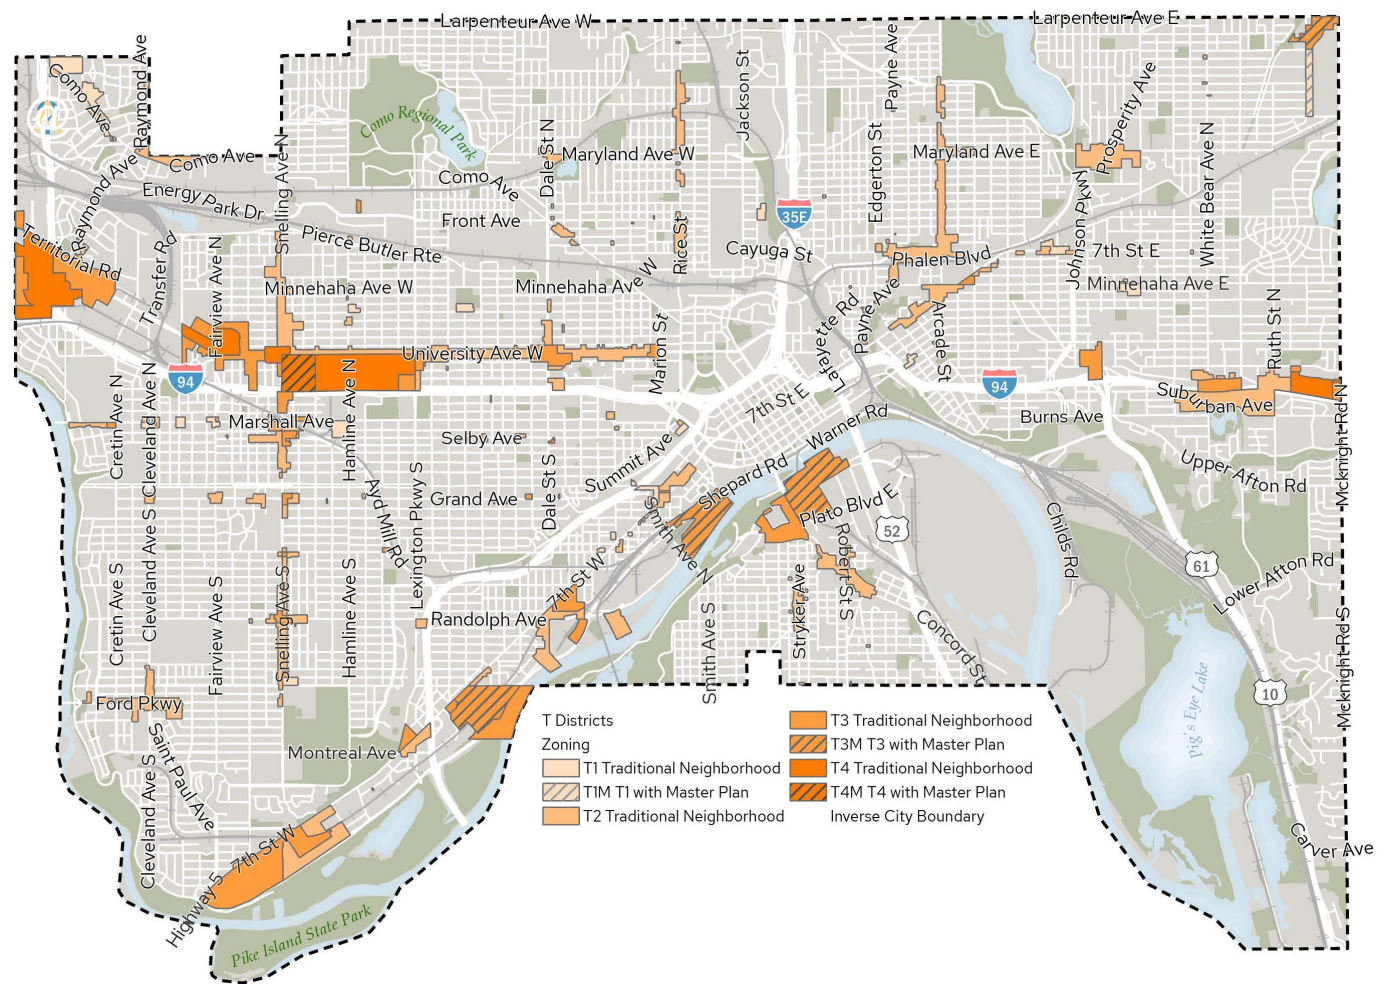 Larpenteur Ave W
Larpenteur Ave E
Como Ave
Raymond Ave
Raymond Ave
Como Ave
Snelling Ave N
Como Regional Park
Dale St N
Maryland Ave W
Jackson St
Payne Ave
Edgerton St
Maryland Ave E
Prosperity Ave
White Bear Ave N
Johnson Pkwy
Energy Park Dr
Como Ave
Front Ave
Pierce Butler Rte
Rice St
35E
Cayuga St
Phalen Blvd
7th St E
Territorial Rd
Transfer Rd
Fairview Ave N
Minnehaha Ave W
Minnehaha Ave W
Minnehaha Ave E
Lafayette Rd
Payne Ave
Arcade St
Ruth St N
University Ave W
Marion St
94
94
Suburban Ave
Cretin Ave N
Cleveland Ave N
Hamline Ave N
Marshall Ave
Selby Ave
7th St E
Warner Rd
Burns Ave
Mcknight Rd N
Summit Ave
Shepard Rd
Upper Afton Rd
Grand Ave
Dale St S
Lexington Pkwy S
Ayd Mill Rd
Smith Ave N
Plato Blvd E
52
Childs Rd
61
Lower Afton Rd
Cretin Ave S
Cleveland Ave S
Fairview Ave S
Snelling Ave S
Hamline Ave S
7th St W
Randolph Ave
Smith Ave S
Stryker Ave
Robert St S
Concord St
Mcknight Rd S
Pig's Eye Lake
10
Ford Pkwy
Saint Paul Ave
Montreal Ave
Cleveland Ave S
7th St W
Highway 5
Pike Island State Park
Carver Ave
T Districts
Zoning
T1 Traditional Neighborhood
T1M T1 with Master Plan
T2 Traditional Neighborhood
T3 Traditional Neighborhood
T3M T3 with Master Plan
T4 Traditional Neighborhood
T4M T4 with Master Plan
Inverse City Boundary